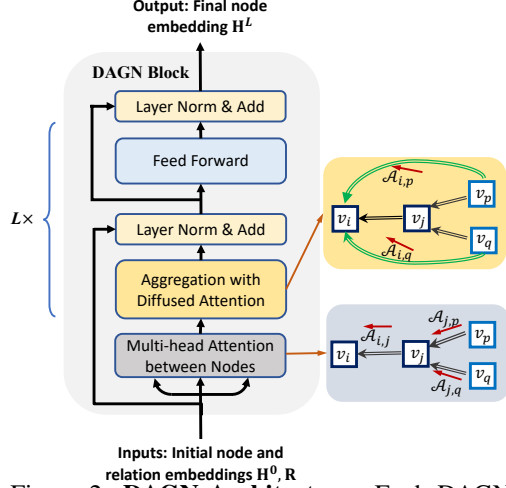 Output: Final node
embedding H^L
DAGN Block
Layer Norm & Add
Feed Forward
L×
Layer Norm & Add
Aggregation with
Diffused Attention
Multi-head Attention
between Nodes
Inputs: Initial node and
relation embeddings, H^0, R
A_{i,p}
v_p
v_i
v_j
v_q
A_{i,q}
A_{i,j}
A_{j,p}
v_p
v_i
v_j
v_q
A_{j,q}